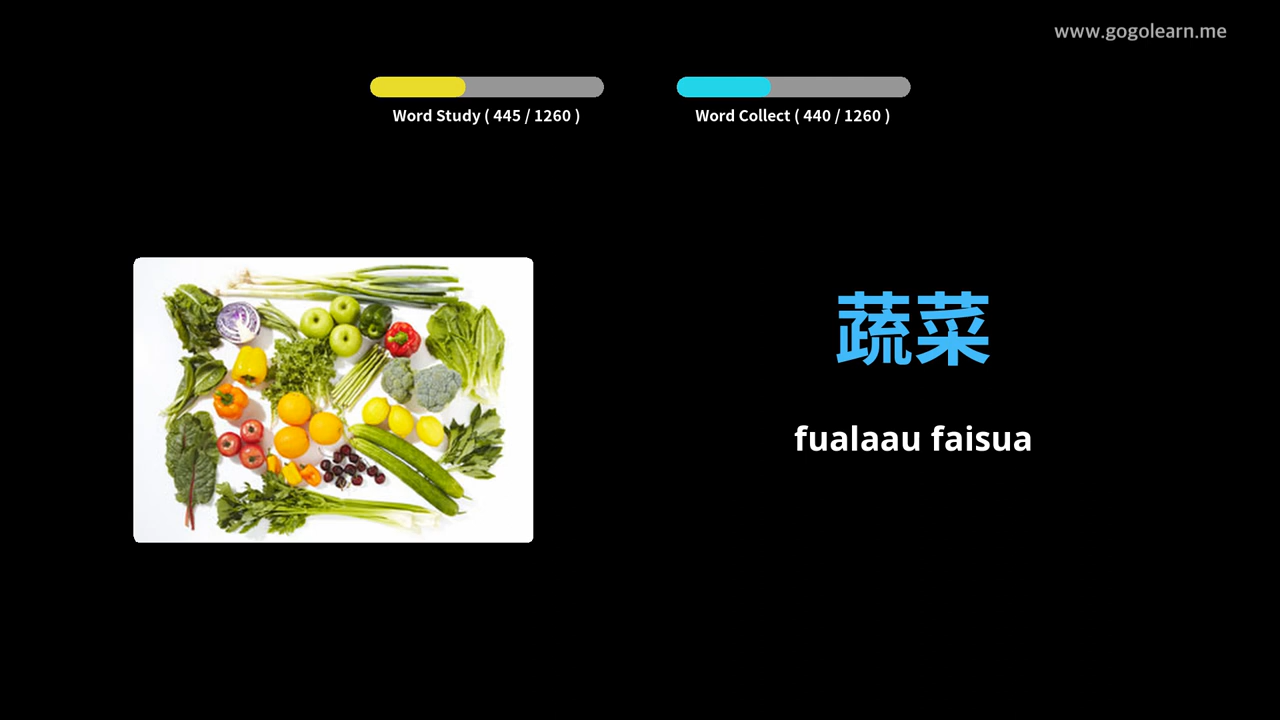 www.gogolearn.me
Word Study ( 445 / 1260 )
Word Collect ( 440 / 1260 )
蔬菜
fualaau faisua